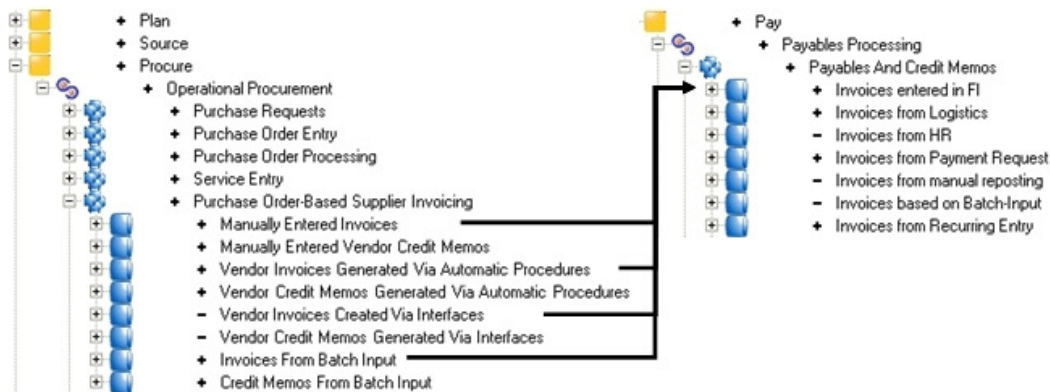 + Plan
+ Source
+ Procure
+ Operational Procurement
+ Purchase Requests
+ Purchase Order Entry
+ Purchase Order Processing
+ Service Entry
+ Purchase Order-Based Supplier Invoicing
+ Manually Entered Invoices
+ Manually Entered Vendor Credit Memos
+ Vendor Invoices Generated Via Automatic Procedures
+ Vendor Credit Memos Generated Via Automatic Procedures
- Vendor Invoices Created Via Interfaces
- Vendor Credit Memos Generated Via Interfaces
+ Invoices From Batch Input
+ Credit Memos From Batch Input
+ Pay
+ Payables Processing
+ Payables And Credit Memos
+ Invoices entered in FI
+ Invoices from Logistics
- Invoices from HR
+ Invoices from Payment Request
- Invoices from manual reposting
- Invoices based on Batch-Input
+ Invoices from Recurring Entry